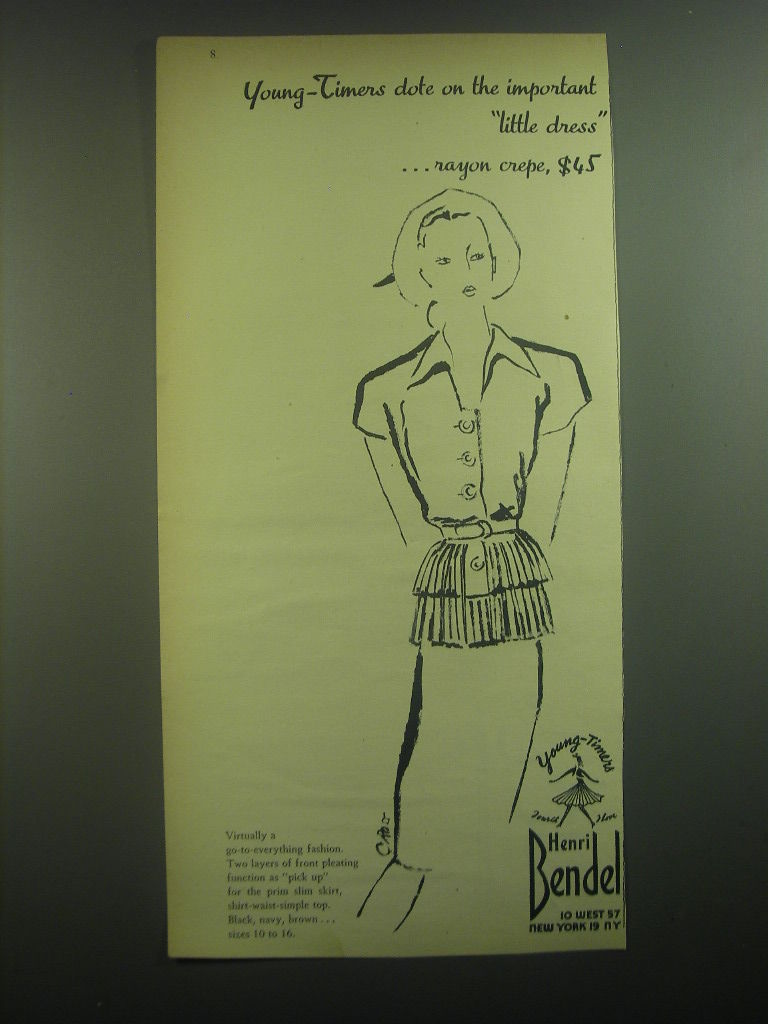 8
Young-Timers dote on the important
"little dress"
...rayon crepe, $45
Young-Timers
Fourth Floor
Henri
Bendel
10 WEST 57
NEW YORK 19 NY
Virtually a
go-to-everything fashion.
Two layers of front pleating
function as "pick up"
for the prim slim skirt,
shirt-waist-simple top.
Black, navy, brown...
sizes 10 to 16.